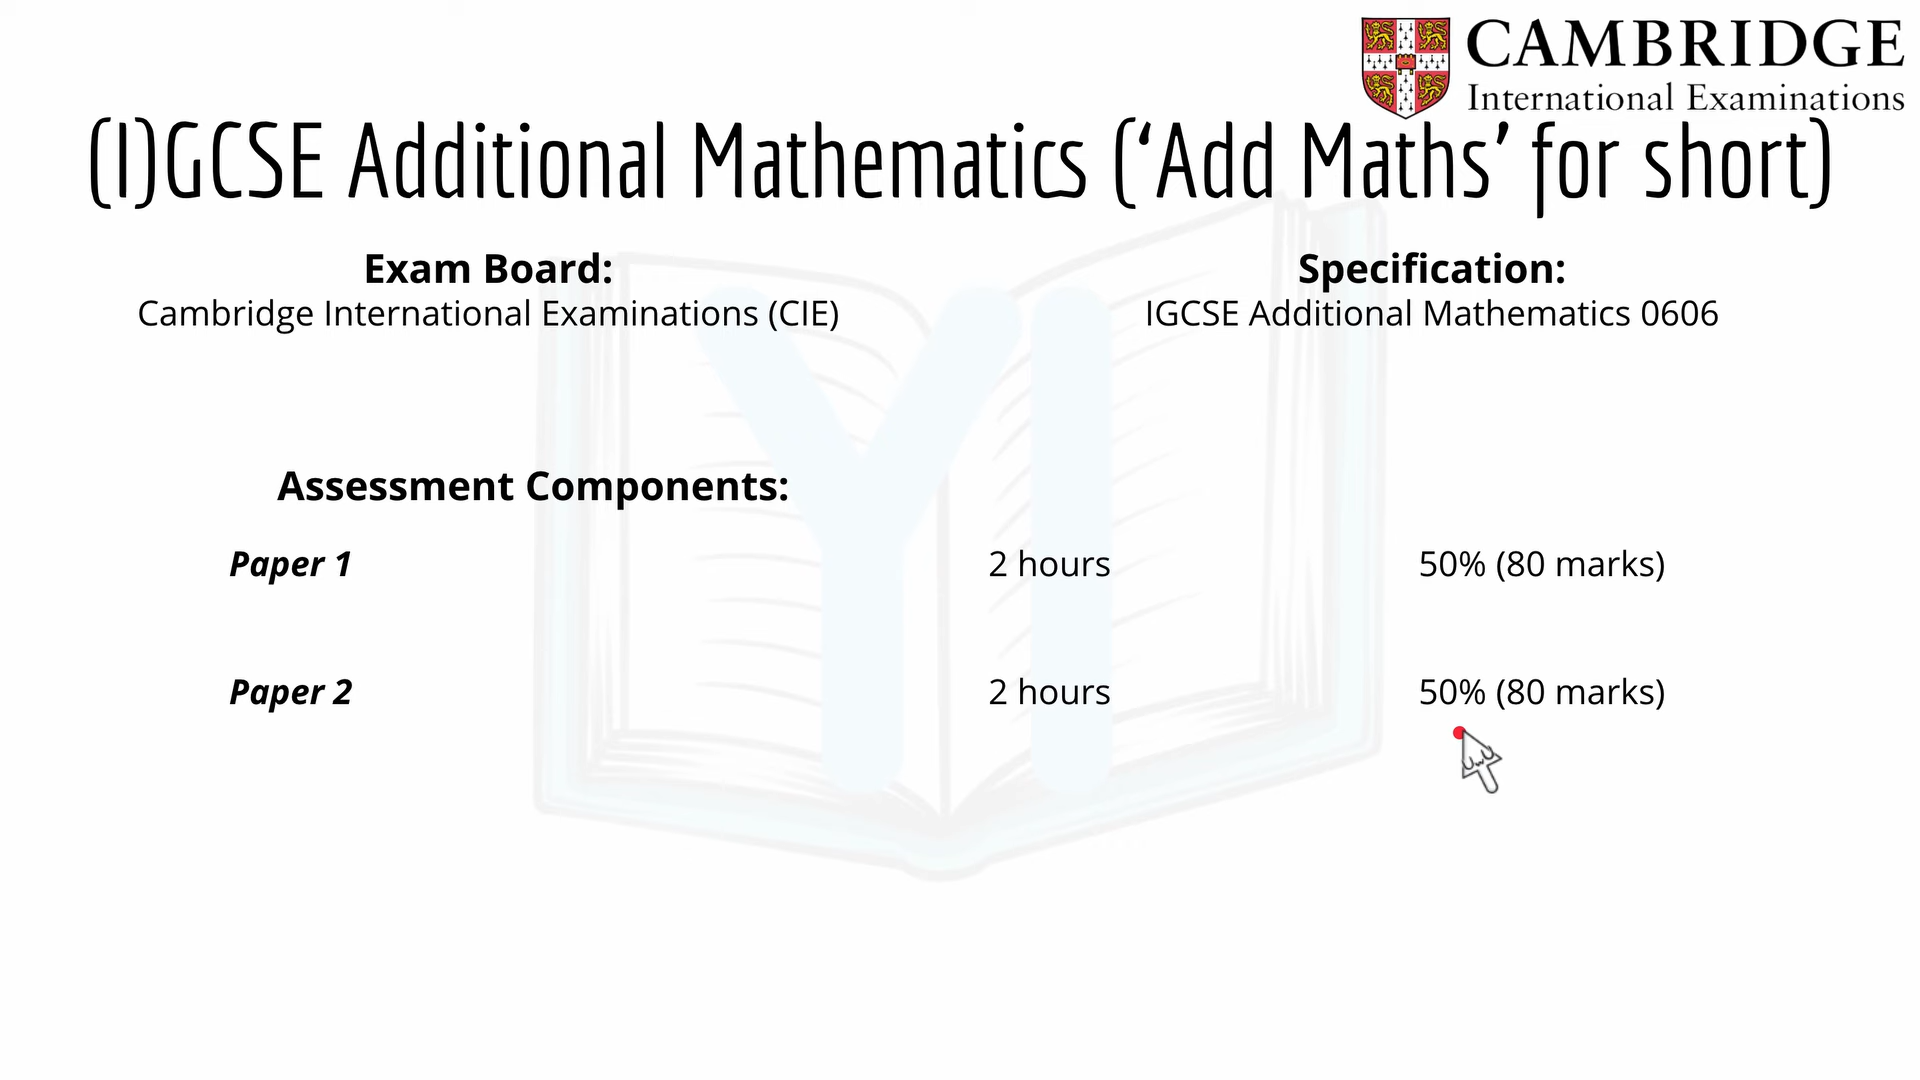 CAMBRIDGE
International Examinations
(I)GCSE Additional Mathematics (‘Add Maths’ for short)
Exam Board:
Cambridge International Examinations (CIE)
Specification:
IGCSE Additional Mathematics 0606
Assessment Components:
Paper 1 2 hours 50% (80 marks)
Paper 2 2 hours 50% (80 marks)
YI